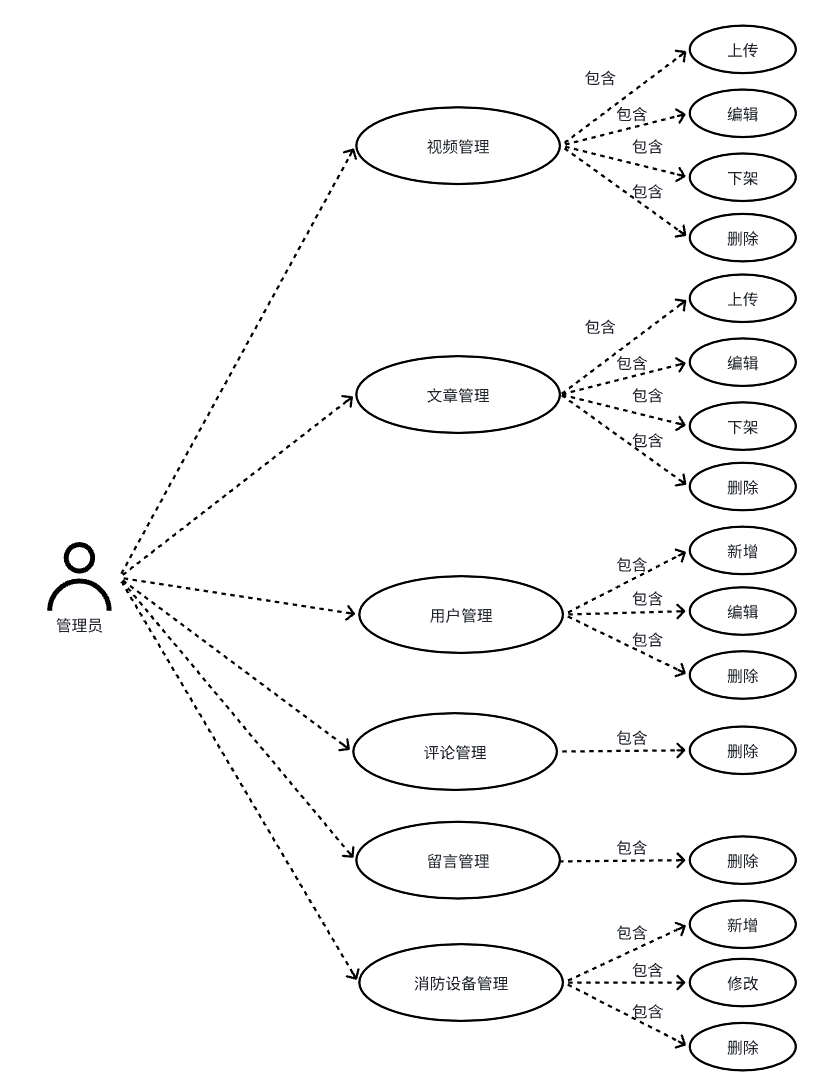 上传
包含
编辑
包含
视频管理
包含
下架
包含
删除
上传
包含
编辑
包含
文章管理
包含
下架
包含
删除
新增
包含
包含
编辑
用户管理
管理员
包含
删除
包含
评论管理
删除
包含
留言管理
删除
新增
包含
包含
消防设备管理
修改
包含
删除